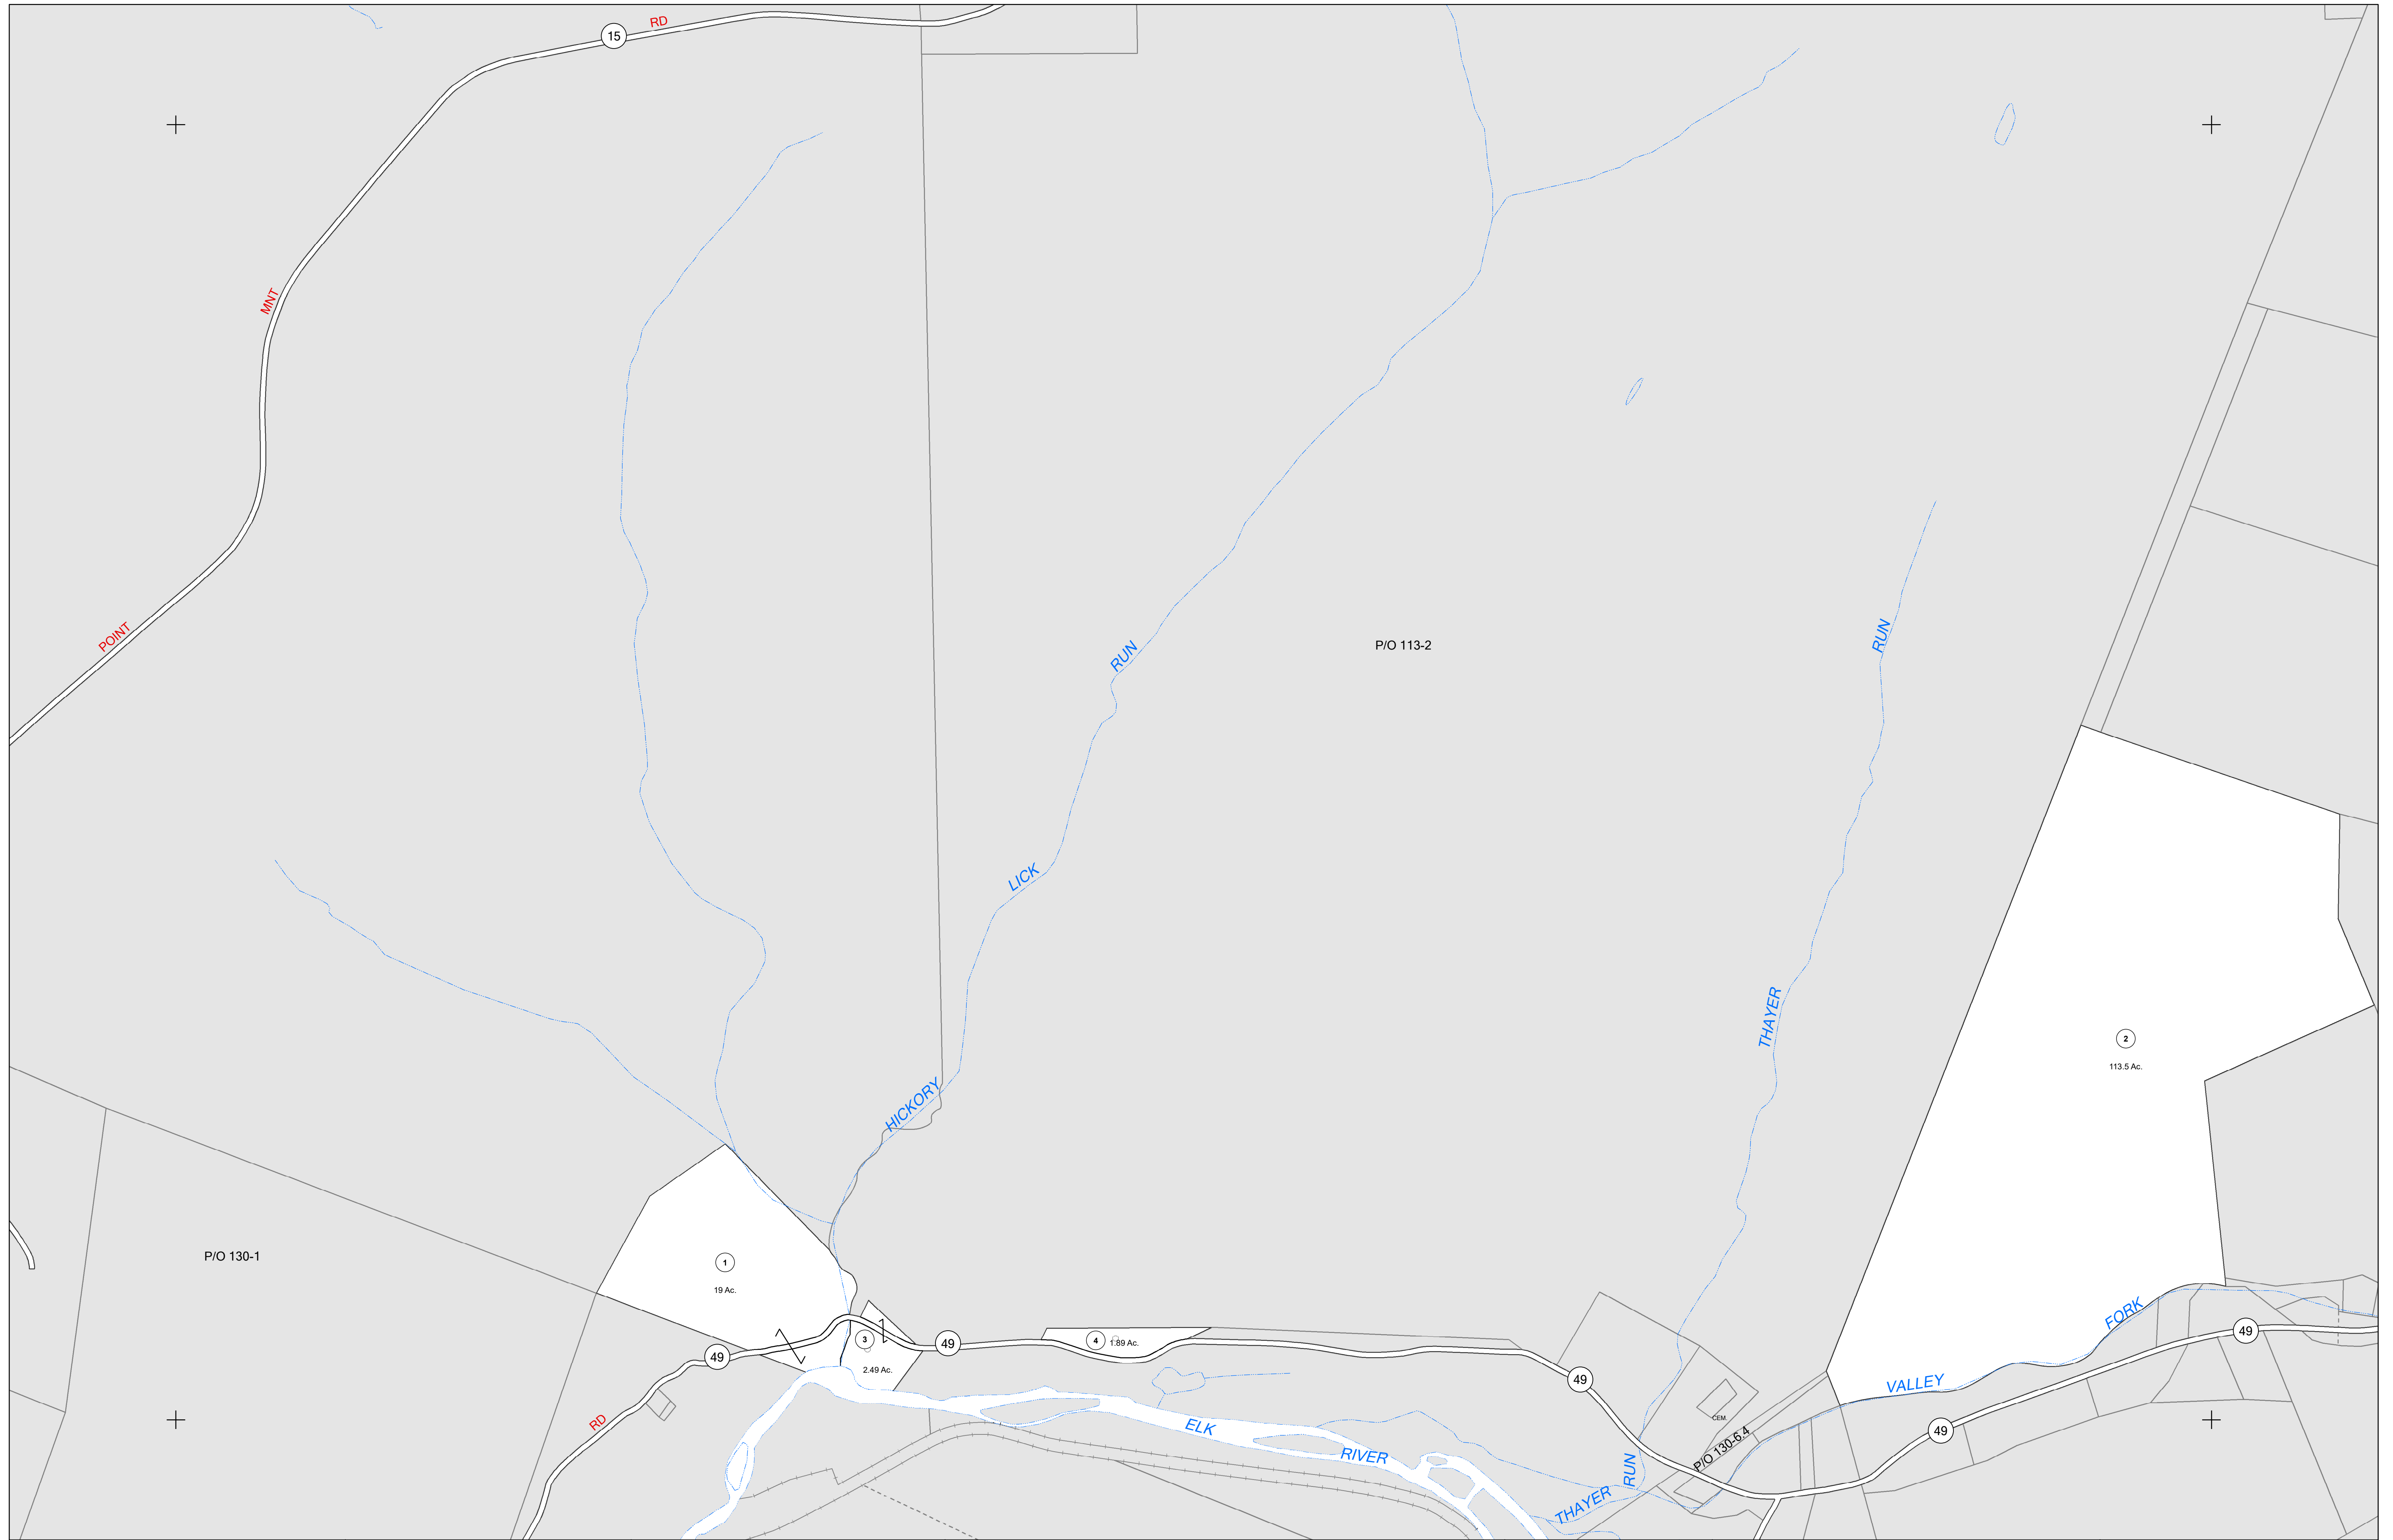 RD
15
MNT
POINT
RUN
P/O 113-2
RUN
LICK
THAYER
2
113.5 Ac.
HICKORY
P/O 130-1
1
19 Ac.
FORK
49
3
49
4
1.89 Ac.
49
2.49 Ac.
49
VALLEY
CEM.
RD
ELK
49
P/O 130-6.4
RIVER
RUN
THAYER